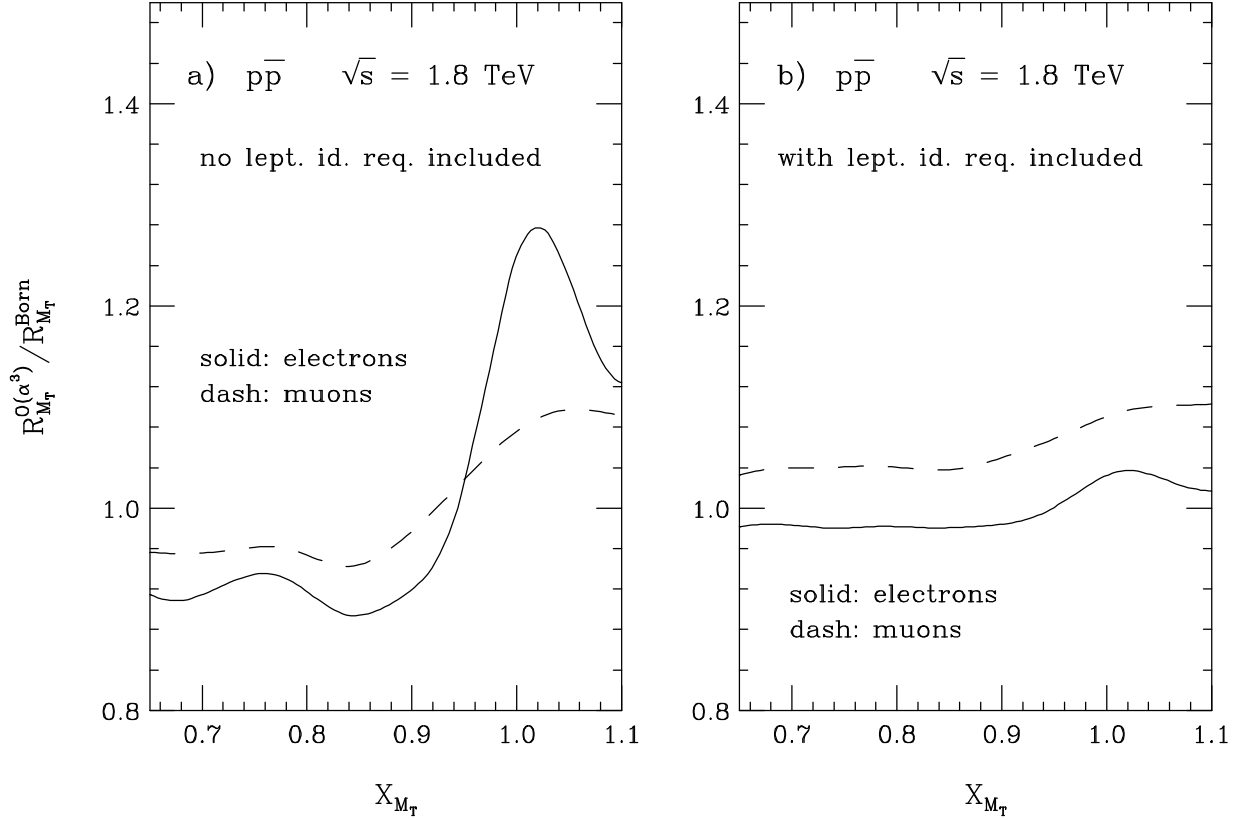 a) pp̅ √s = 1.8 TeV
no lept. id. req. included
solid: electrons
dash: muons
R_{M_T}^{O(α³)}/R_{M_T}^{Born}
1.4
1.2
1.0
0.8
0.7 0.8 0.9 1.0 1.1
X_{M_T}
b) pp̅ √s = 1.8 TeV
with lept. id. req. included
solid: electrons
dash: muons
1.4
1.2
1.0
0.8
0.7 0.8 0.9 1.0 1.1
X_{M_T}